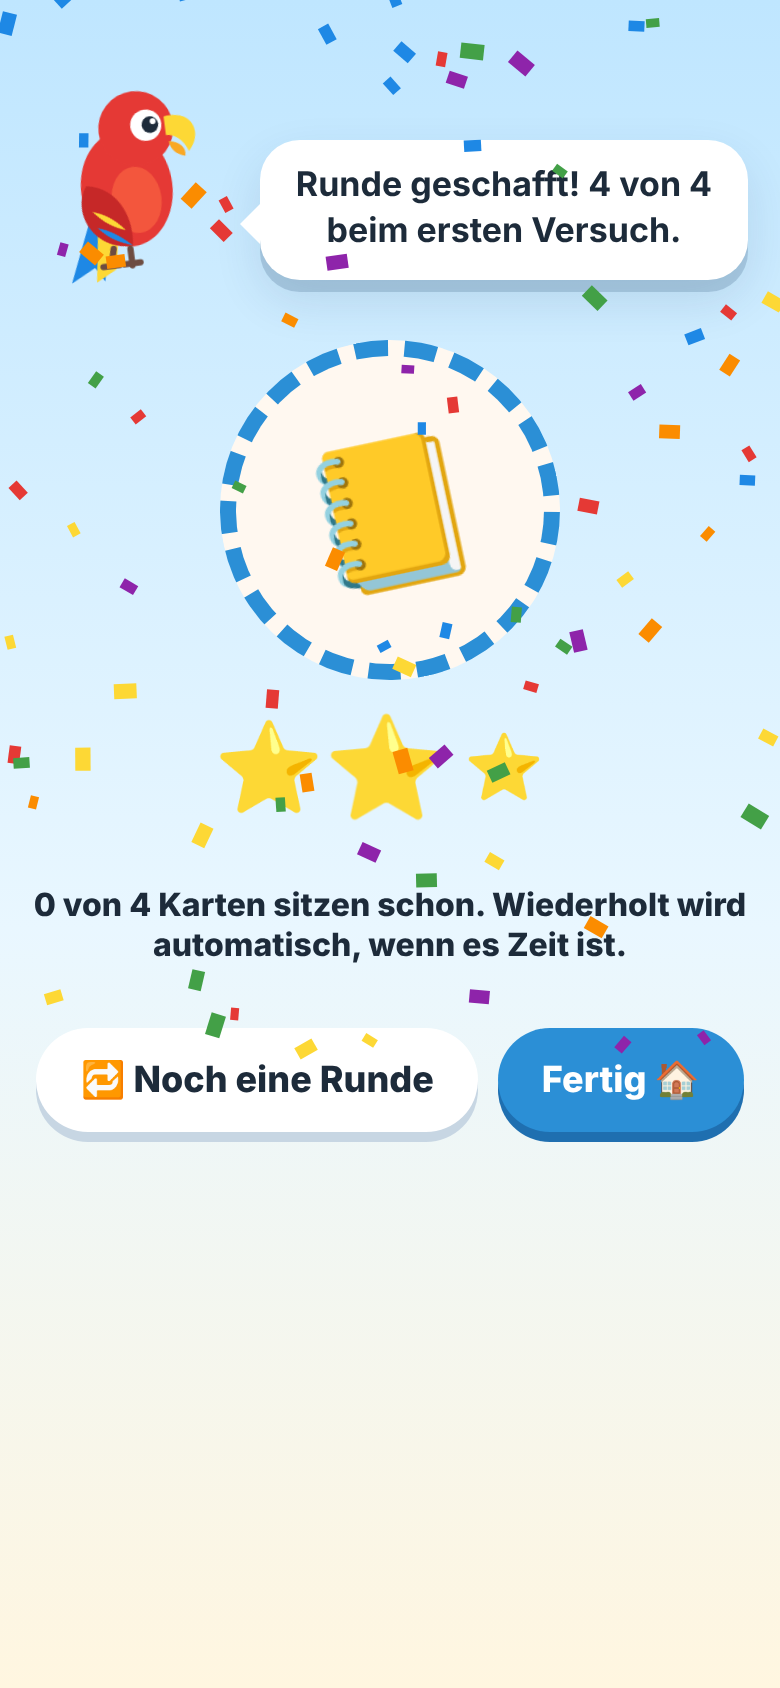 Runde geschafft! 4 von 4
beim ersten Versuch.
0 von 4 Karten sitzen schon. Wiederholt wird
automatisch, wenn es Zeit ist.
🔁 Noch eine Runde
Fertig 🏠